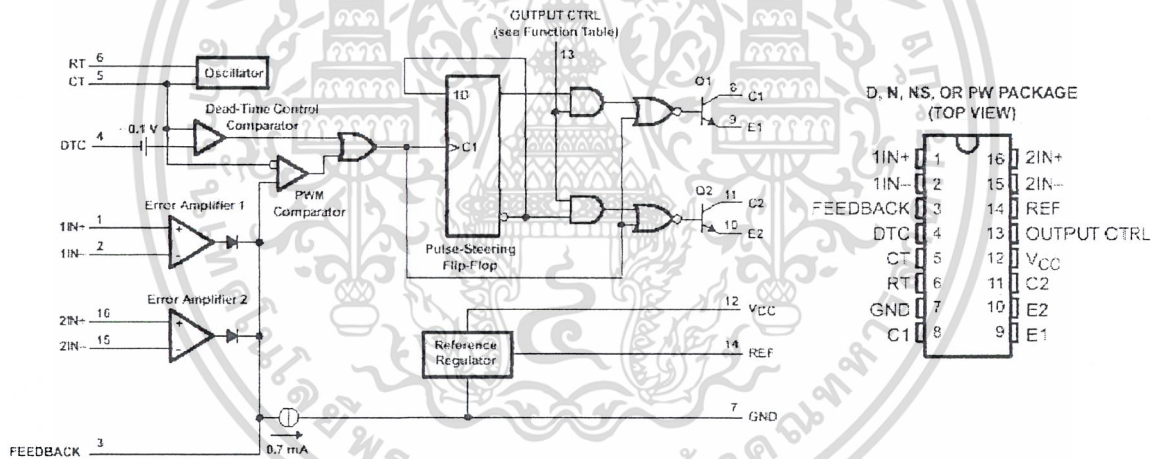 OUTPUT CTRL
(see Function Table)
13
RT 6
CT 5
Oscillator
Dead-Time Control
Comparator
0.1 V
DTC 4
PWM
Comparator
Error Amplifier 1
1IN+ 1
1IN– 2
+
–
Error Amplifier 2
2IN+ 16
2IN– 15
+
–
FEEDBACK 3
0.7 mA
1D
C1
Pulse-Steering
Flip-Flop
Q1
8 C1
9 E1
Q2
11 C2
10 E2
Reference
Regulator
12 VCC
14 REF
7 GND
D, N, NS, OR PW PACKAGE
(TOP VIEW)
1IN+ 1 16 2IN+
1IN– 2 15 2IN–
FEEDBACK 3 14 REF
DTC 4 13 OUTPUT CTRL
CT 5 12 VCC
RT 6 11 C2
GND 7 10 E2
C1 8 9 E1